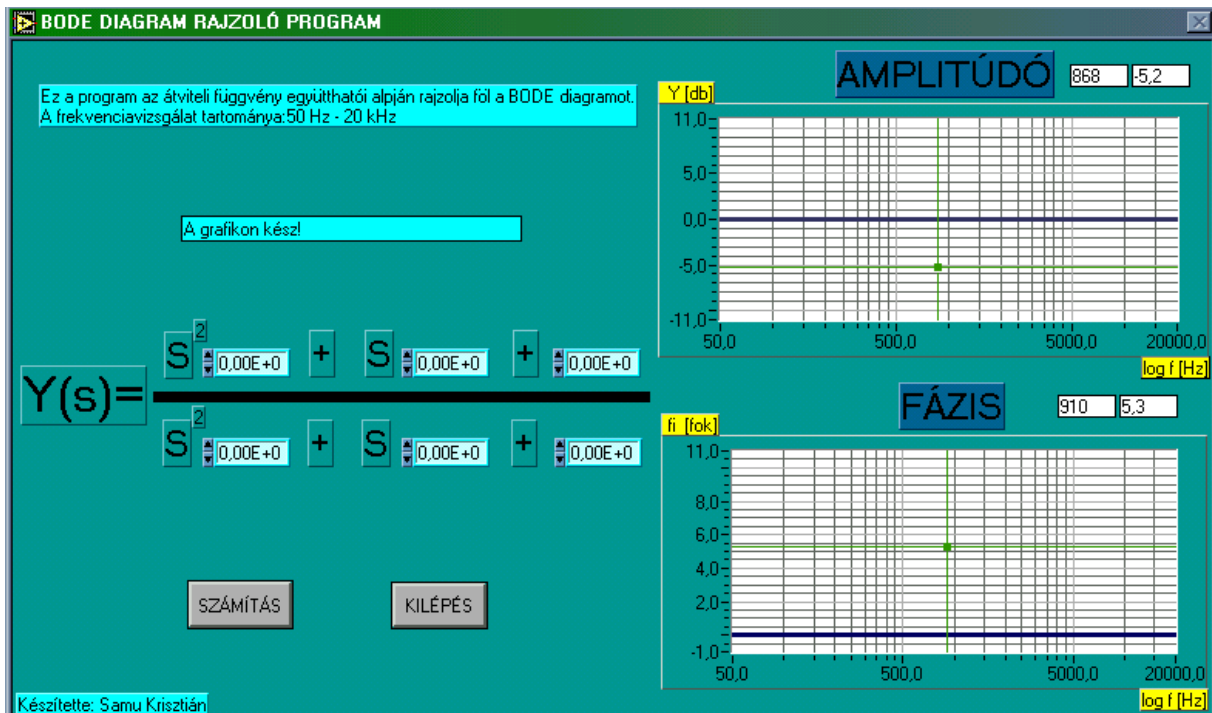 BODE DIAGRAM RAJZOLÓ PROGRAM
Ez a program az átviteli függvény együtthatói alpján rajzolja föl a BODE diagramot.
A frekvenciavizsgálat tartománya:50 Hz - 20 kHz
A grafikon kész!
Y(s)=
S 2 0,00E+0 + S 0,00E+0 + 0,00E+0
S 2 0,00E+0 + S 0,00E+0 + 0,00E+0
SZÁMÍTÁS KILÉPÉS
Készítette: Samu Krisztián
AMPLITÚDÓ 868 -5,2
Y [db]
11,0
5,0
0,0
-5,0
-11,0
50,0 500,0 5000,0 20000,0
log f [Hz]
FÁZIS 910 5,3
fi [fok]
11,0
8,0
6,0
4,0
2,0
-1,0
50,0 500,0 5000,0 20000,0
log f [Hz]